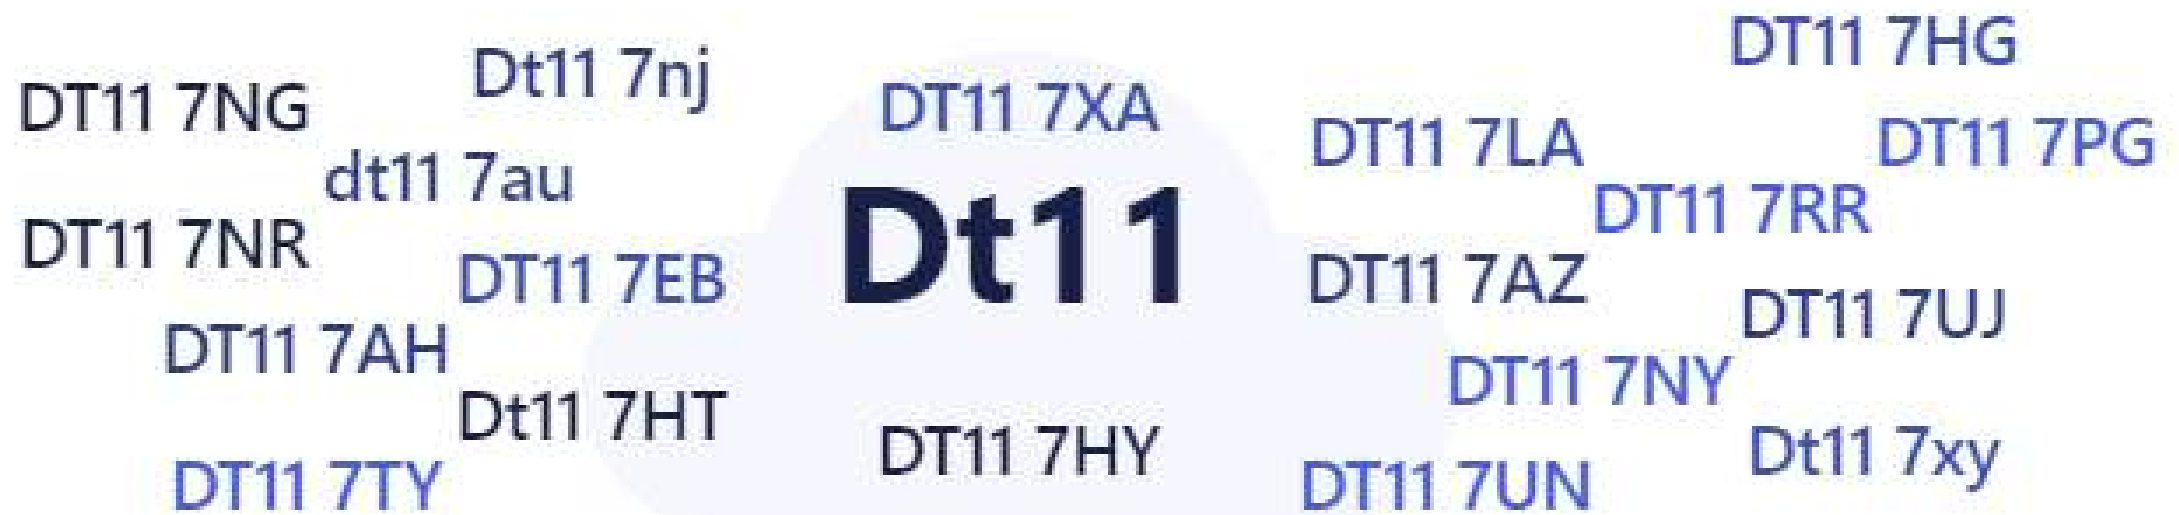 DT11 7HG
Dt11 7nj
DT11 7NG
DT11 7XA
DT11 7LA
DT11 7PG
dt11 7au
DT11 7RR
Dt11
DT11 7NR
DT11 7EB
DT11 7AZ
DT11 7UJ
DT11 7AH
DT11 7NY
Dt11 7HT
DT11 7HY
Dt11 7xy
DT11 7TY
DT11 7UN